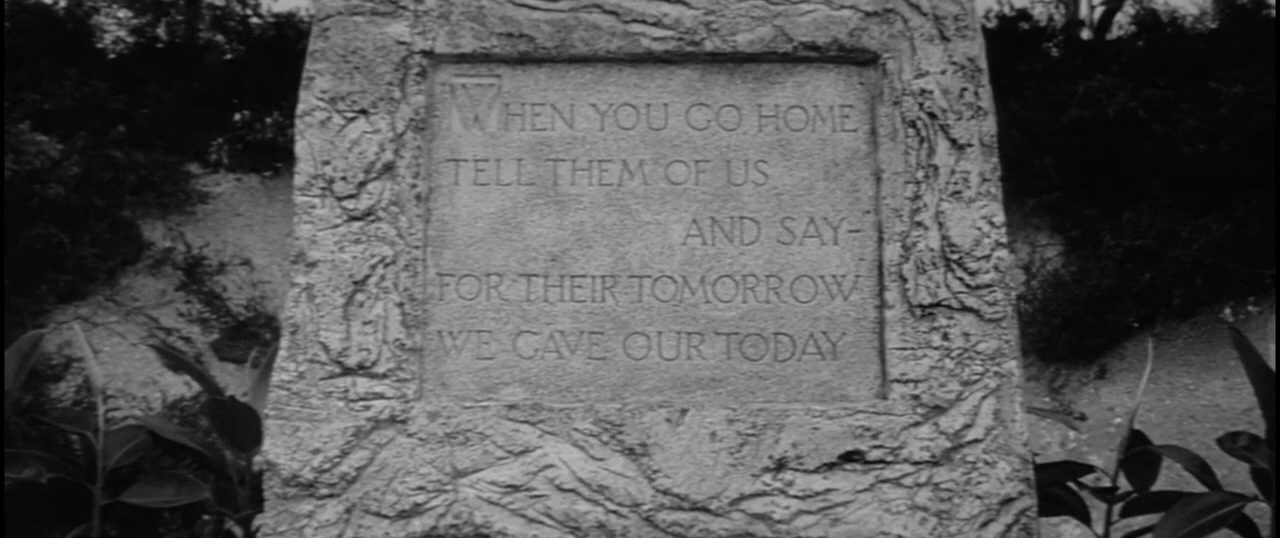 WHEN YOU GO HOME
TELL THEM OF US
AND SAY-
FOR THEIR TOMORROW
WE GAVE OUR TODAY